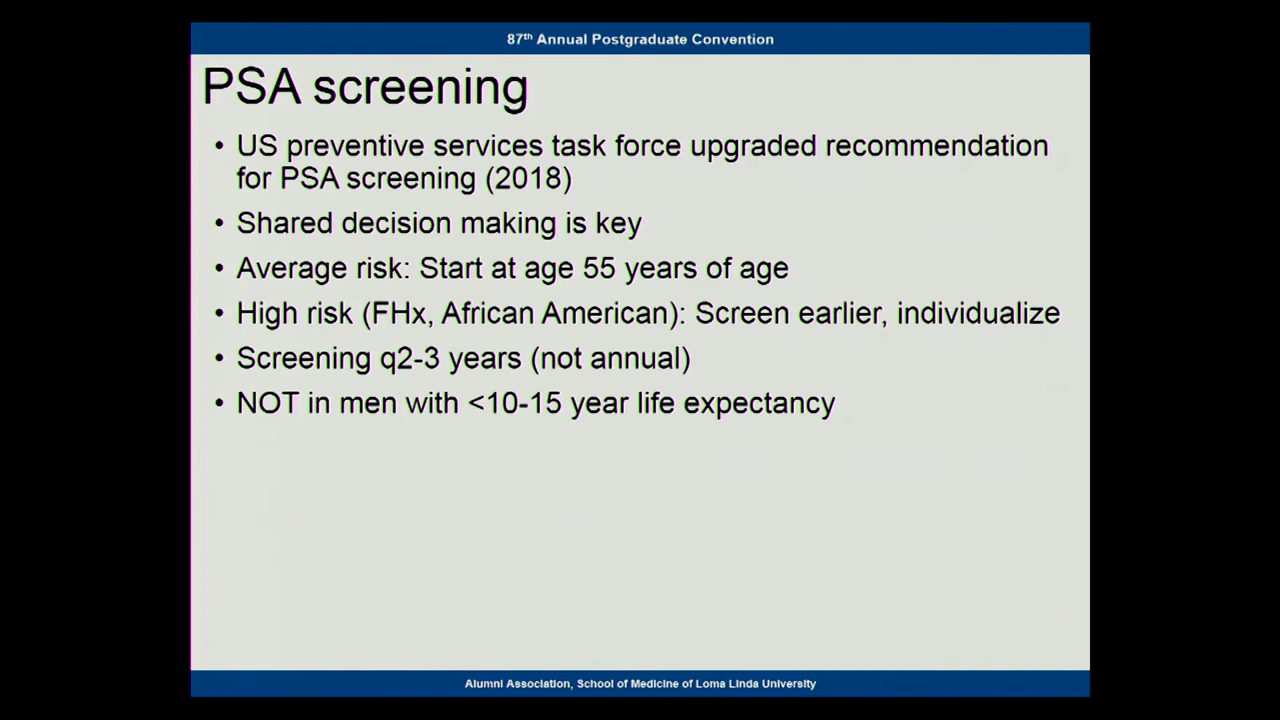 87th Annual Postgraduate Convention
PSA screening
• US preventive services task force upgraded recommendation
for PSA screening (2018)
• Shared decision making is key
• Average risk: Start at age 55 years of age
• High risk (FHx, African American): Screen earlier, individualize
• Screening q2-3 years (not annual)
• NOT in men with <10-15 year life expectancy
Alumni Association, School of Medicine of Loma Linda University